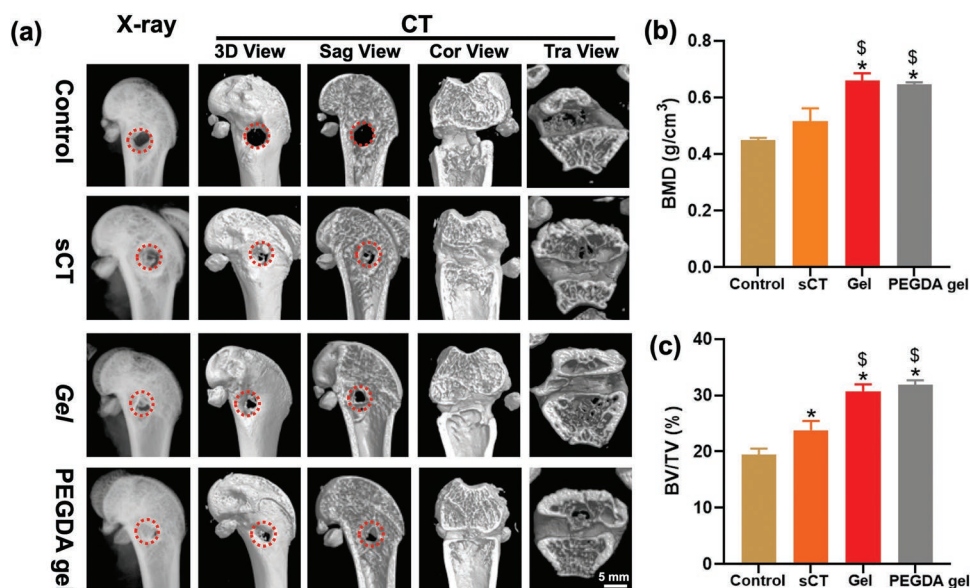 (a)
X-ray
CT
3D View
Sag View
Cor View
Tra View
Control
sCT
Gel
PEGDA gel
5 mm
(b)
BMD (g/cm³)
0.8
0.6
0.4
0.2
0.0
$
*
$
*
Control
sCT
Gel
PEGDA gel
(c)
BV/TV (%)
40
30
20
10
0
*
$
*
$
*
Control
sCT
Gel
PEGDA gel